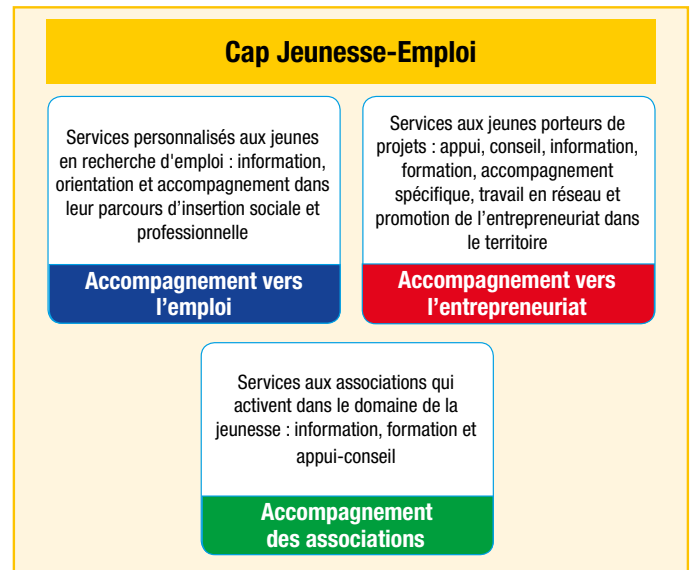 Cap Jeunesse-Emploi
Services personnalisés aux jeunes
en recherche d'emploi : information,
orientation et accompagnement dans
leur parcours d’insertion sociale et
professionnelle
Accompagnement vers
l’emploi
Services aux jeunes porteurs de
projets : appui, conseil, information,
formation, accompagnement
spécifique, travail en réseau et
promotion de l’entrepreneuriat dans
le territoire
Accompagnement vers
l’entrepreneuriat
Services aux associations qui
activent dans le domaine de la
jeunesse : information, formation et
appui-conseil
Accompagnement
des associations